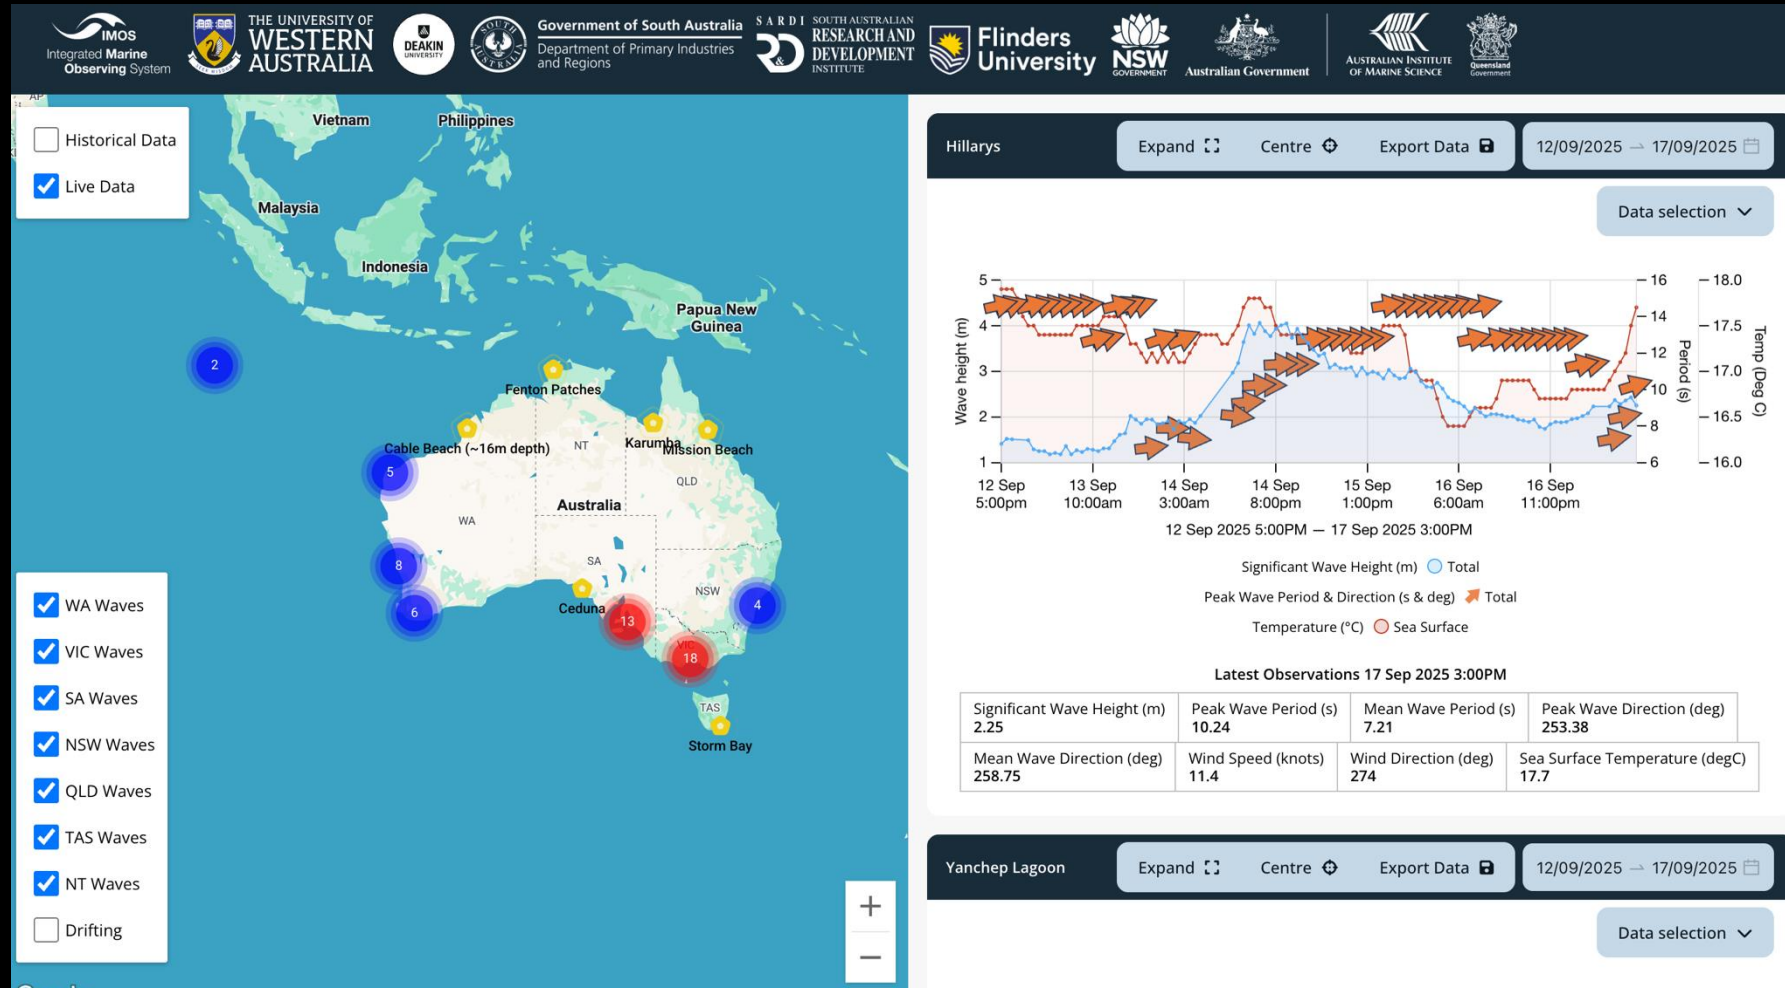 IMOS
Integrated Marine
Observing System
THE UNIVERSITY OF
WESTERN
AUSTRALIA
DEAKIN
UNIVERSITY
SOUTH
AUSTRALIA
Government of South Australia
Department of Primary Industries
and Regions
SARDI
SOUTH AUSTRALIAN
RESEARCH AND
DEVELOPMENT
INSTITUTE
Flinders
University
NSW
GOVERNMENT
Australian Government
AUSTRALIAN INSTITUTE
OF MARINE SCIENCE
Queensland
Government
AP
Historical Data
Live Data
Vietnam
Philippines
Malaysia
Indonesia
Papua New
Guinea
2
Fenton Patches
Cable Beach (~16m depth)
NT
Karumba
Mission Beach
5
QLD
Australia
WA
SA
8
NSW
6
Ceduna
4
13
VIC
18
TAS
Storm Bay
WA Waves
VIC Waves
SA Waves
NSW Waves
QLD Waves
TAS Waves
NT Waves
Drifting
+
−
Hillarys
Expand
Centre
Export Data
12/09/2025 → 17/09/2025
Data selection
Wave height (m)
5
4
3
2
1
16
14
12
10
8
6
Period (s)
18.0
17.5
17.0
16.5
16.0
Temp (Deg C)
12 Sep
5:00pm
13 Sep
10:00am
14 Sep
3:00am
14 Sep
8:00pm
15 Sep
1:00pm
16 Sep
6:00am
16 Sep
11:00pm
12 Sep 2025 5:00PM — 17 Sep 2025 3:00PM
Significant Wave Height (m) Total
Peak Wave Period & Direction (s & deg) Total
Temperature (°C) Sea Surface
Latest Observations 17 Sep 2025 3:00PM
Significant Wave Height (m)
2.25
Peak Wave Period (s)
10.24
Mean Wave Period (s)
7.21
Peak Wave Direction (deg)
253.38
Mean Wave Direction (deg)
258.75
Wind Speed (knots)
11.4
Wind Direction (deg)
274
Sea Surface Temperature (degC)
17.7
Yanchep Lagoon
Expand
Centre
Export Data
12/09/2025 → 17/09/2025
Data selection